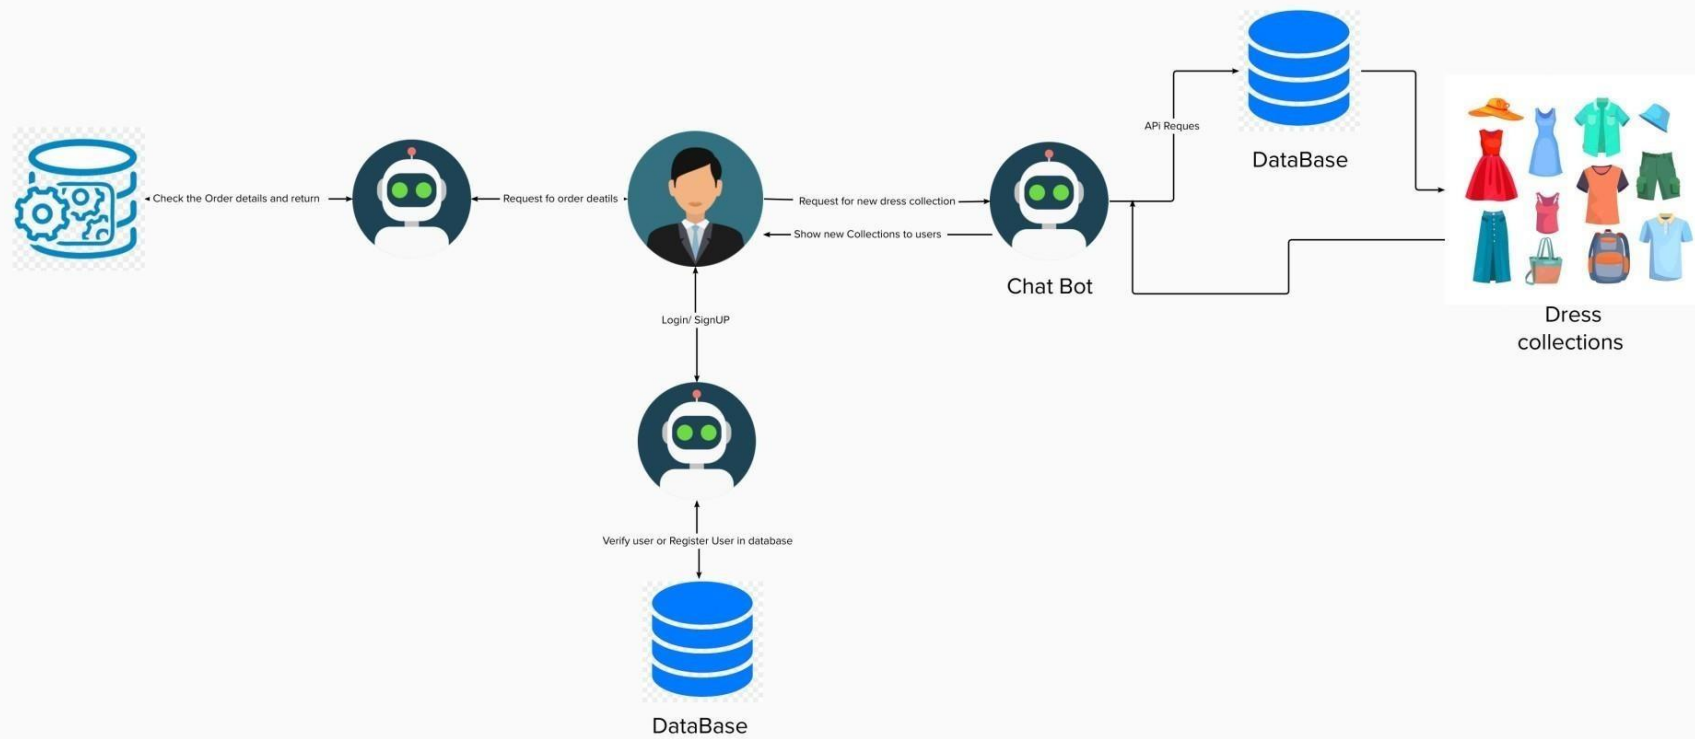 APi Reques
DataBase
Check the Order details and return
Request fo order deatils
Request for new dress collection
Show new Collections to users
Chat Bot
Dress
collections
Login/ SignUP
Verify user or Register User in database
DataBase